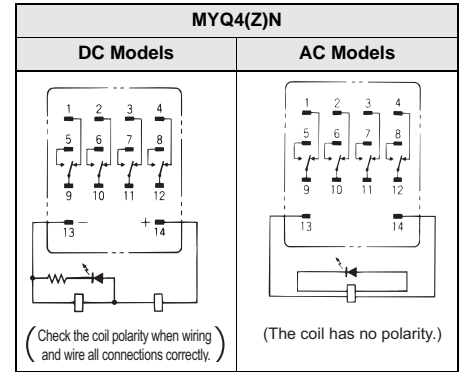 MYQ4(Z)N
DC Models
AC Models
1 2 3 4
5 6 7 8
9 10 11 12
13 − + 14
(Check the coil polarity when wiring
and wire all connections correctly.)
1 2 3 4
5 6 7 8
9 10 11 12
13 14
(The coil has no polarity.)